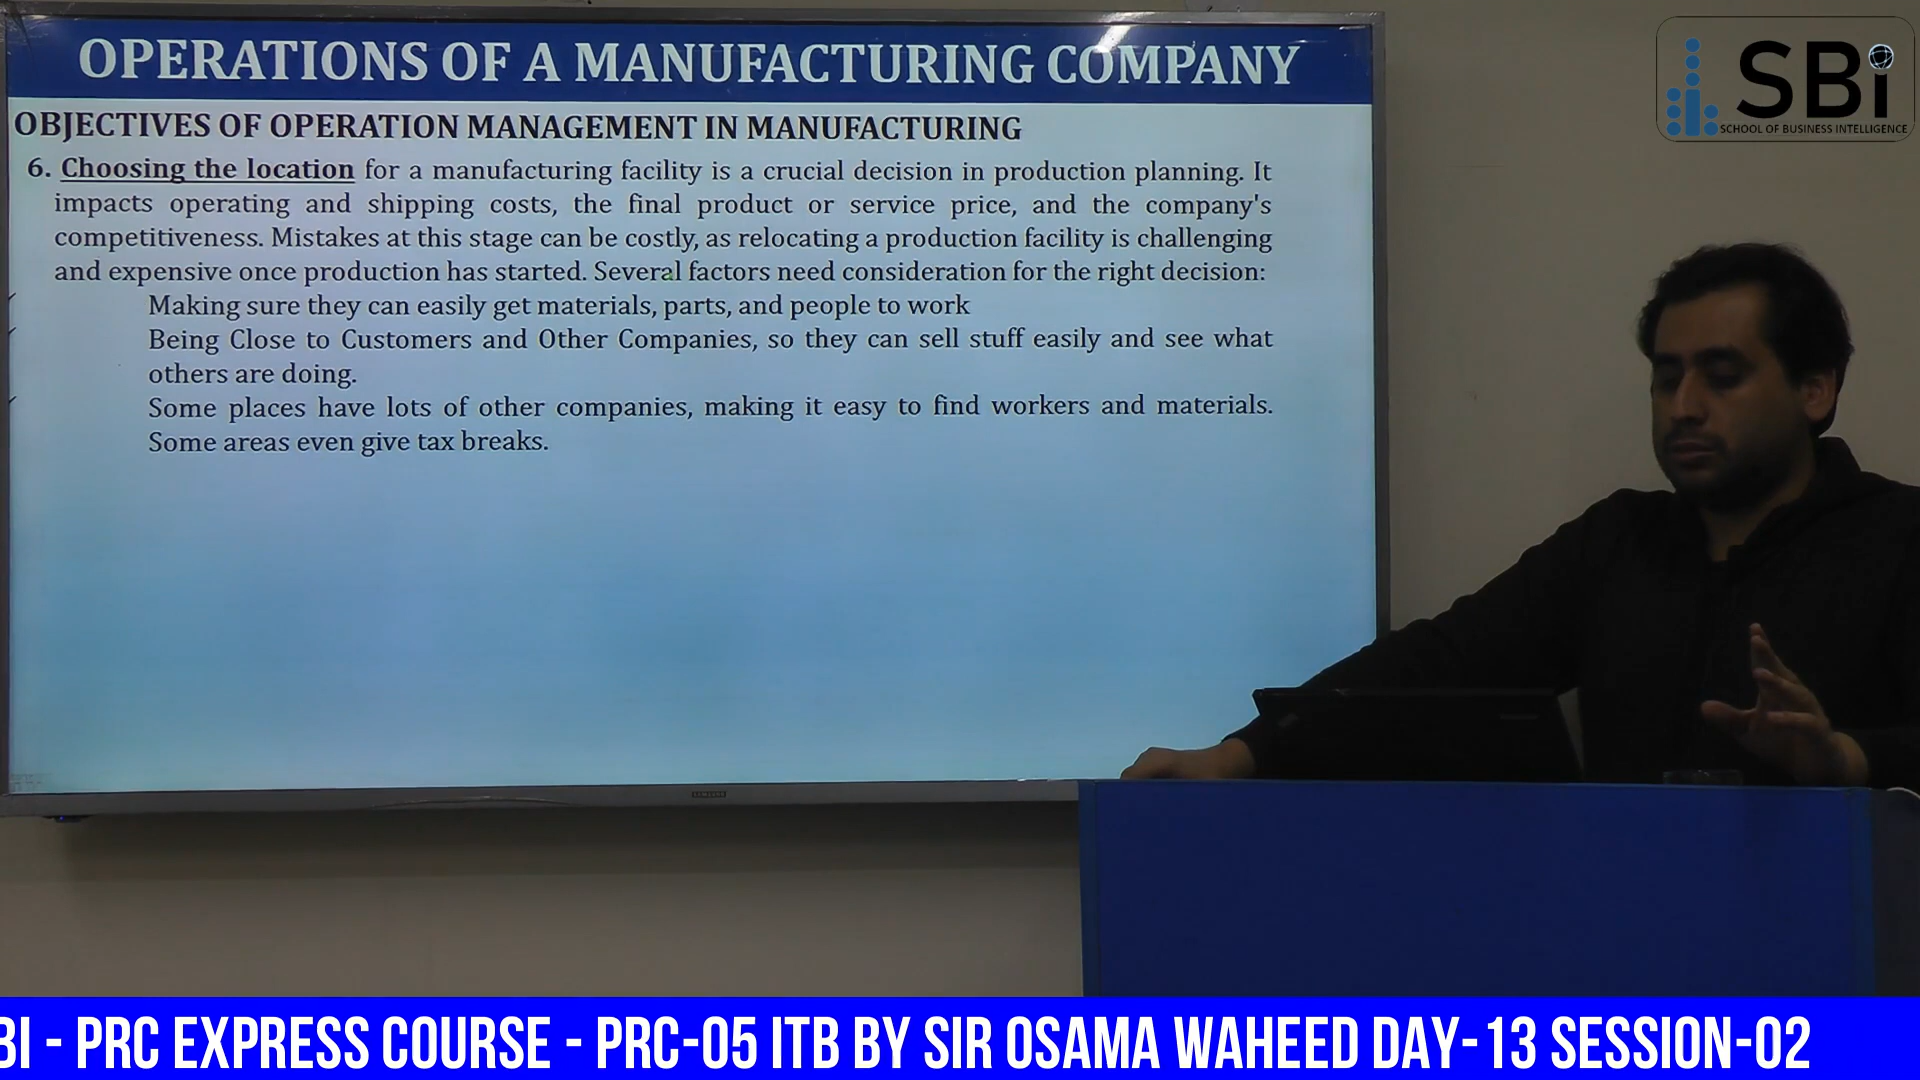 OPERATIONS OF A MANUFACTURING COMPANY
OBJECTIVES OF OPERATION MANAGEMENT IN MANUFACTURING
6. Choosing the location for a manufacturing facility is a crucial decision in production planning. It
impacts operating and shipping costs, the final product or service price, and the company's
competitiveness. Mistakes at this stage can be costly, as relocating a production facility is challenging
and expensive once production has started. Several factors need consideration for the right decision:
Making sure they can easily get materials, parts, and people to work
Being Close to Customers and Other Companies, so they can sell stuff easily and see what
others are doing.
Some places have lots of other companies, making it easy to find workers and materials.
Some areas even give tax breaks.
SBi
SCHOOL OF BUSINESS INTELLIGENCE
SAMSUNG
BI - PRC EXPRESS COURSE - PRC-05 ITB BY SIR OSAMA WAHEED DAY-13 SESSION-02